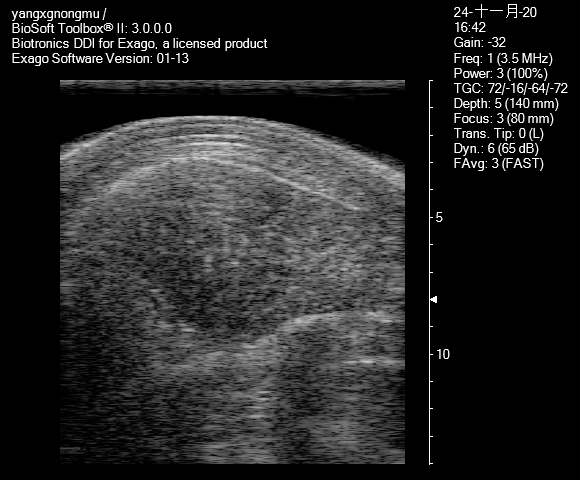 yangxgnongmu /
BioSoft Toolbox® II: 3.0.0.0
Biotronics DDI for Exago, a licensed product
Exago Software Version: 01-13
24-十一月-20
16:42
Gain: -32
Freq: 1 (3.5 MHz)
Power: 3 (100%)
TGC: 72/-16/-64/-72
Depth: 5 (140 mm)
Focus: 3 (80 mm)
Trans. Tip: 0 (L)
Dyn.: 6 (65 dB)
FAvg: 3 (FAST)
5
10